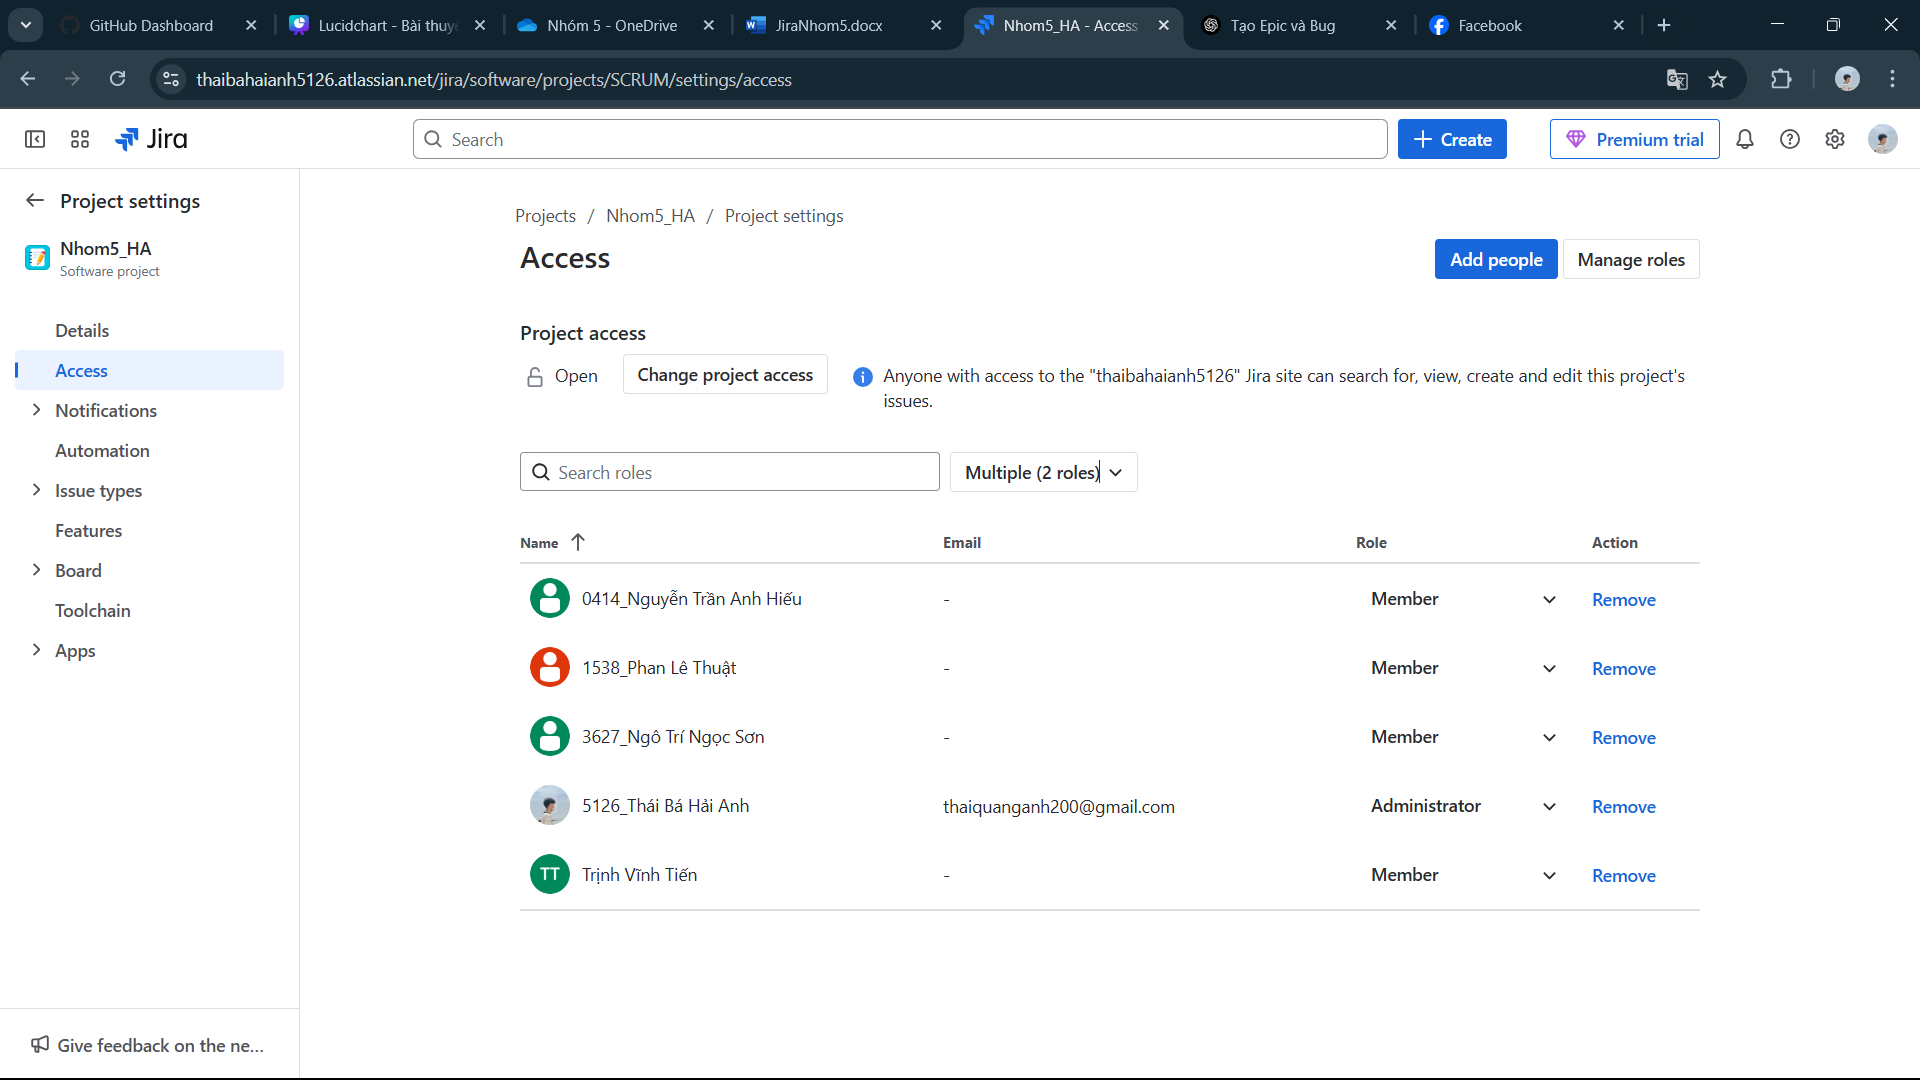 GitHub Dashboard
Lucidchart - Bài thuyế
Nhóm 5 - OneDrive
JiraNhom5.docx
Nhom5_HA - Access
Tạo Epic và Bug
Facebook
thaibahaianh5126.atlassian.net/jira/software/projects/SCRUM/settings/access
Jira
Search
Create
Premium trial
Project settings
Nhom5_HA
Software project
Details
Access
Notifications
Automation
Issue types
Features
Board
Toolchain
Apps
Give feedback on the ne...
Projects / Nhom5_HA / Project settings
Access
Add people
Manage roles
Project access
Open
Change project access
Anyone with access to the "thaibahaianh5126" Jira site can search for, view, create and edit this project's
issues.
Search roles
Multiple (2 roles)
Name Email Role Action
0414_Nguyễn Trần Anh Hiếu - Member Remove
1538_Phan Lê Thuật - Member Remove
3627_Ngô Trí Ngọc Sơn - Member Remove
5126_Thái Bá Hải Anh thaiquanganh200@gmail.com Administrator Remove
TT Trịnh Vĩnh Tiến - Member Remove